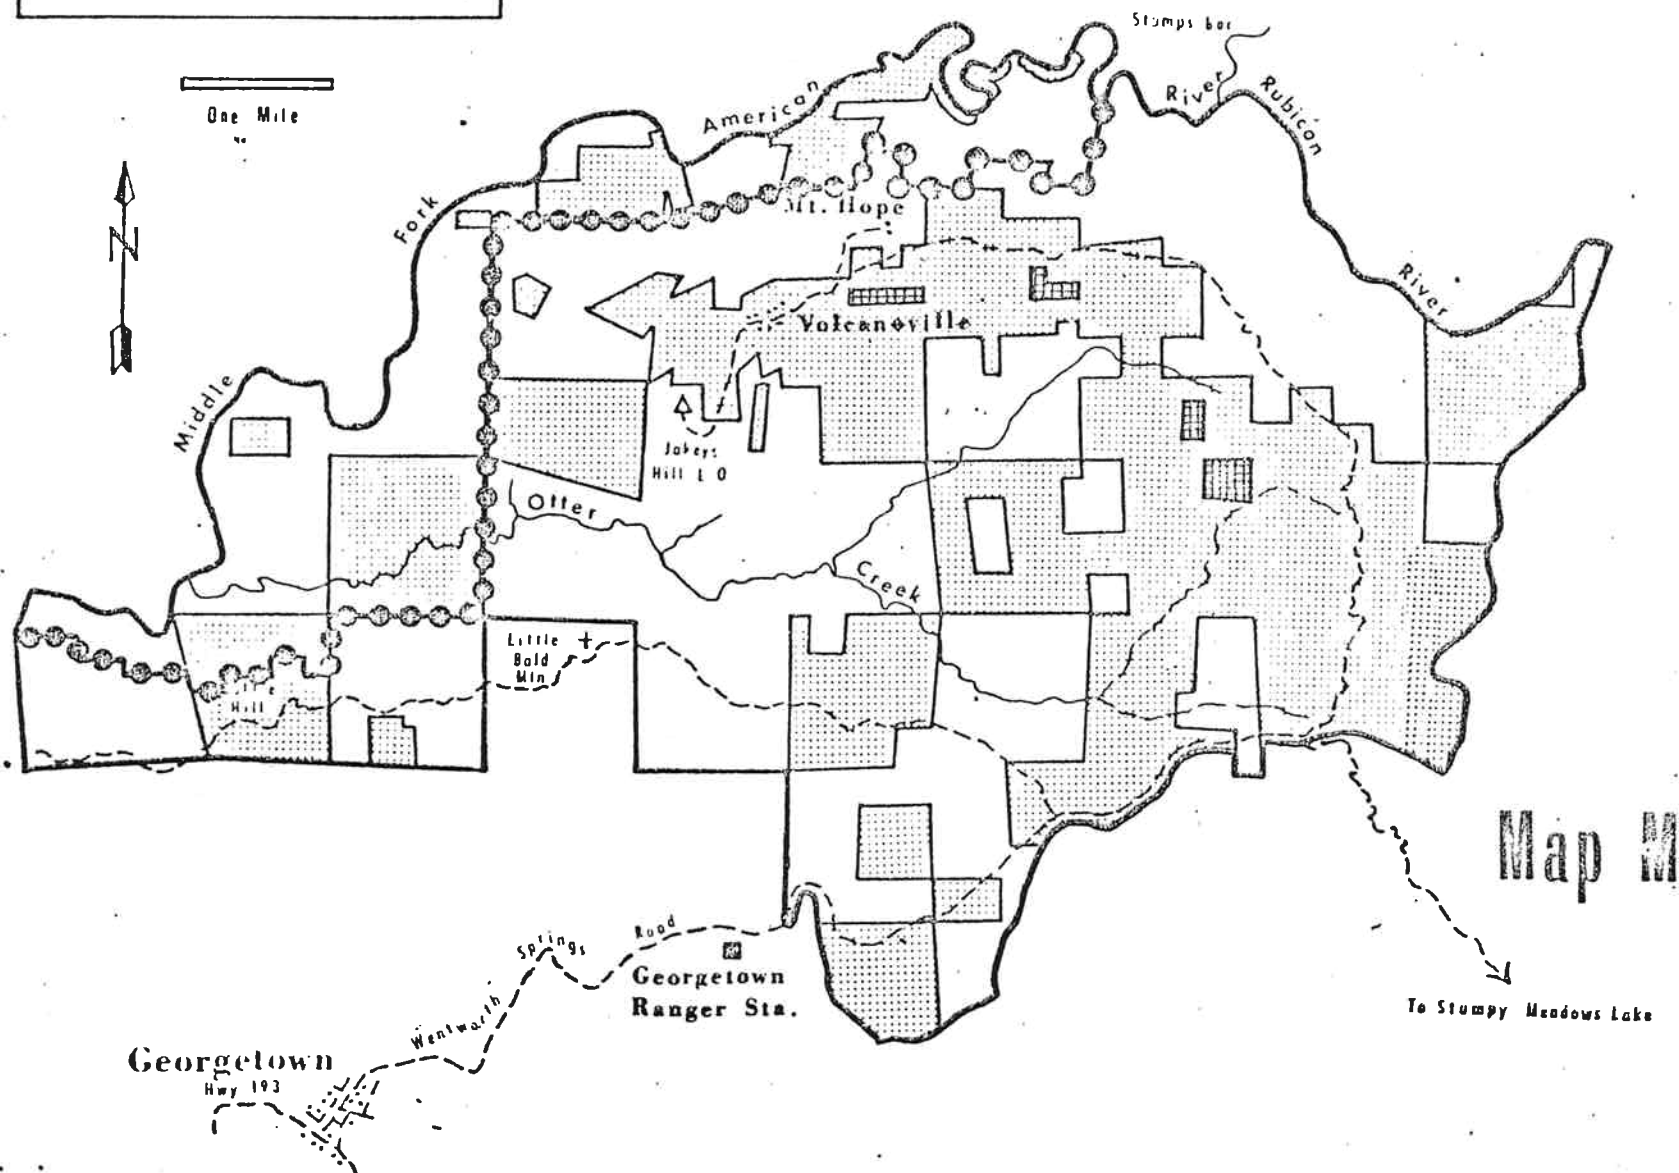 Stumps Bar
One Mile
N
American
River
Rubicon
River
Fork
Mt. Hope
Middle
Volcanoville
Jokeys
Hill L O
Otter
Creek
Little
Bald
Mtn
Hill
Map M
Road
Springs
Georgetown
Ranger Sta.
To Stumpy Meadows Lake
Wentworth
Georgetown
Hwy 193